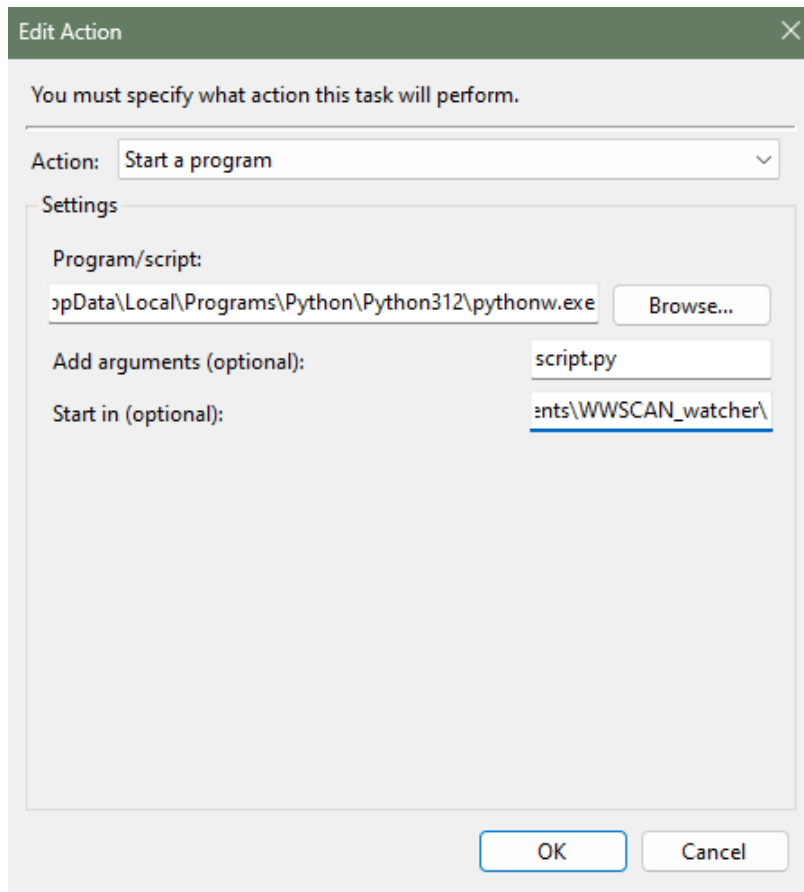 Edit Action
You must specify what action this task will perform.
Action: Start a program
Settings
Program/script:
ppData\Local\Programs\Python\Python312\pythonw.exe Browse...
Add arguments (optional): script.py
Start in (optional): ents\WWSCAN_watcher\
OK Cancel